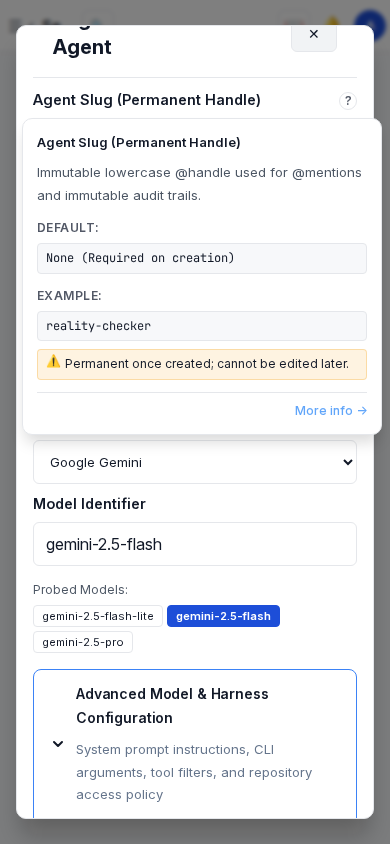 Agent
✕
Agent Slug (Permanent Handle)
?
Agent Slug (Permanent Handle)
Immutable lowercase @handle used for @mentions
and immutable audit trails.
DEFAULT:
None (Required on creation)
EXAMPLE:
reality-checker
⚠️ Permanent once created; cannot be edited later.
More info →
Google Gemini
Model Identifier
gemini-2.5-flash
Probed Models:
gemini-2.5-flash-lite
gemini-2.5-flash
gemini-2.5-pro
Advanced Model & Harness
Configuration
System prompt instructions, CLI
arguments, tool filters, and repository
access policy